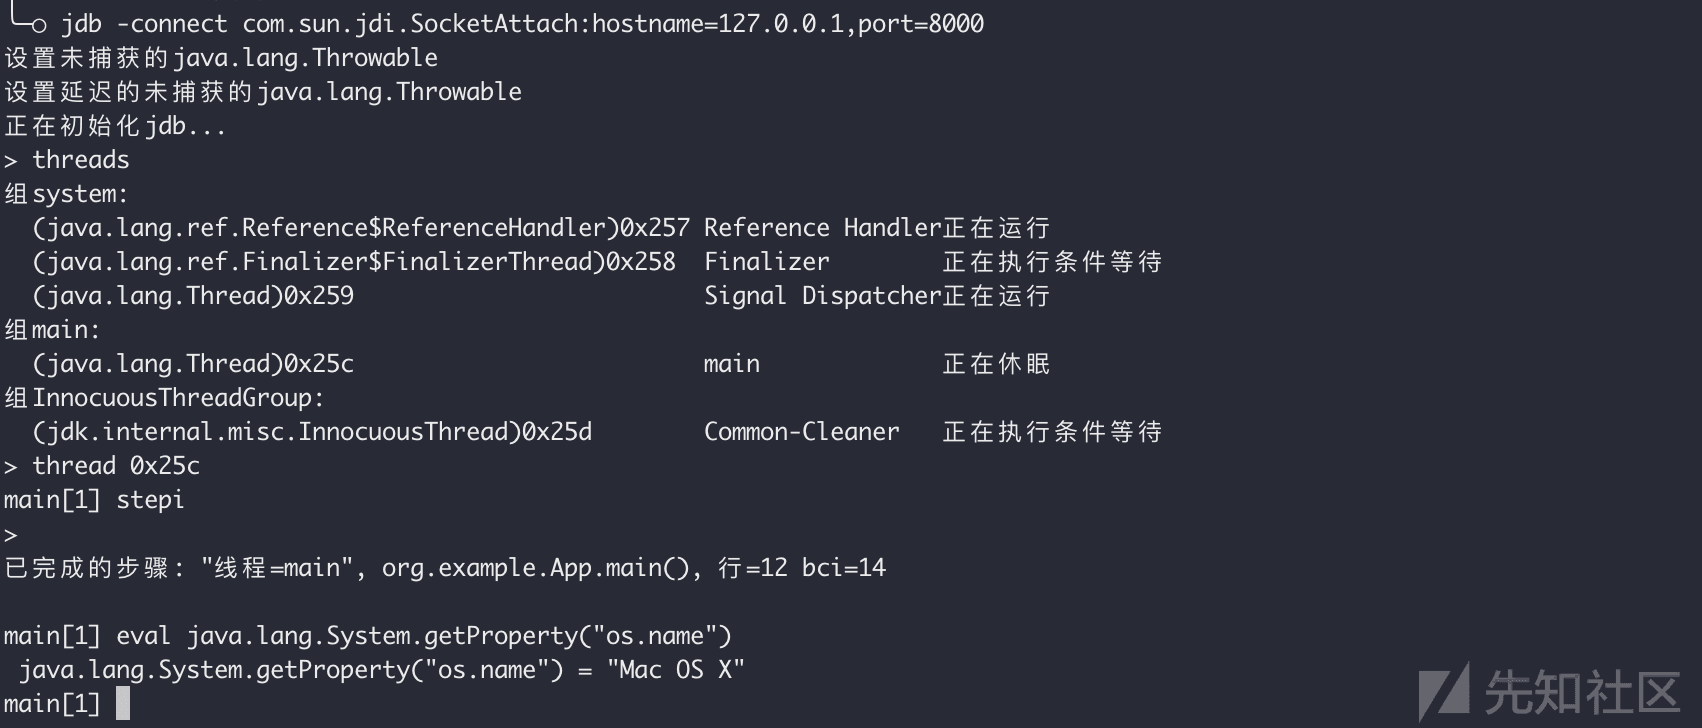 jdb -connect com.sun.jdi.SocketAttach:hostname=127.0.0.1,port=8000
设置未捕获的java.lang.Throwable
设置延迟的未捕获的java.lang.Throwable
正在初始化jdb...
> threads
组system:
  (java.lang.ref.Reference$ReferenceHandler)0x257 Reference Handler正在运行
  (java.lang.ref.Finalizer$FinalizerThread)0x258  Finalizer        正在执行条件等待
  (java.lang.Thread)0x259                         Signal Dispatcher正在运行
组main:
  (java.lang.Thread)0x25c                         main             正在休眠
组InnocuousThreadGroup:
  (jdk.internal.misc.InnocuousThread)0x25d        Common-Cleaner   正在执行条件等待
> thread 0x25c
main[1] stepi
>
已完成的步骤: "线程=main", org.example.App.main(), 行=12 bci=14
main[1] eval java.lang.System.getProperty("os.name")
 java.lang.System.getProperty("os.name") = "Mac OS X"
main[1]
先知社区